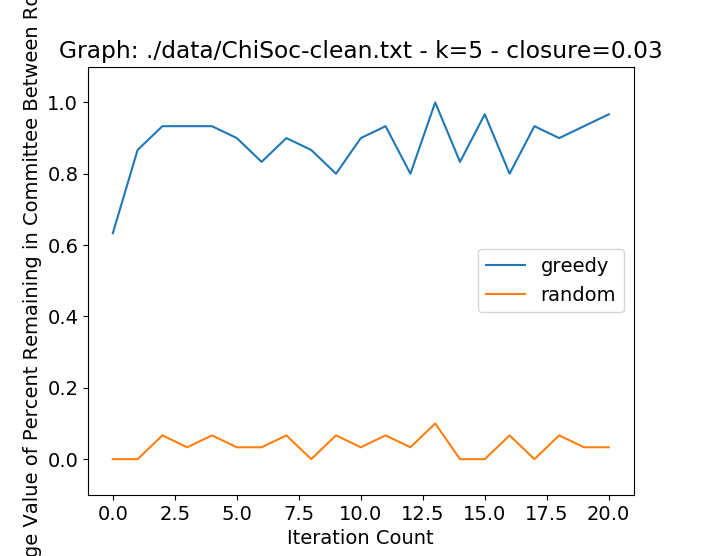 Graph: ./data/ChiSoc-clean.txt - k=5 - closure=0.03
Value of Percent Remaining in Committee Between
1.0
0.8
0.6
0.4
0.2
0.0
greedy
random
0.0 2.5 5.0 7.5 10.0 12.5 15.0 17.5 20.0
Iteration Count